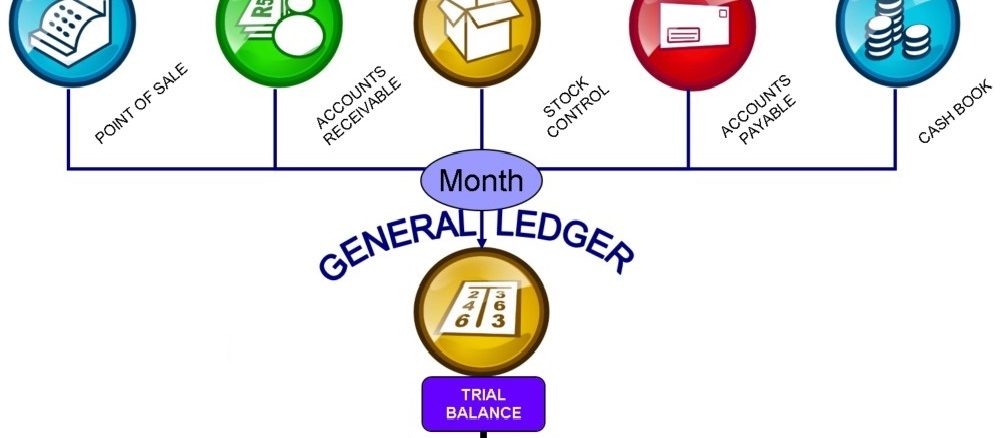 R5
POINT OF SALE
ACCOUNTS
RECEIVABLE
STOCK
CONTROL
ACCOUNTS
PAYABLE
CASH BOOK
Month
GENERAL LEDGER
2 3
4 6
6 3
TRIAL
BALANCE